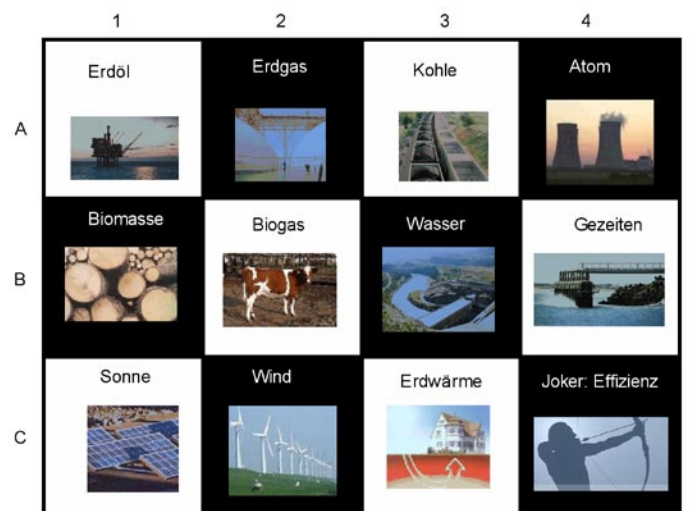 1 2 3 4
Erdöl Erdgas Kohle Atom
A
Biomasse Biogas Wasser Gezeiten
B
Sonne Wind Erdwärme Joker: Effizienz
C